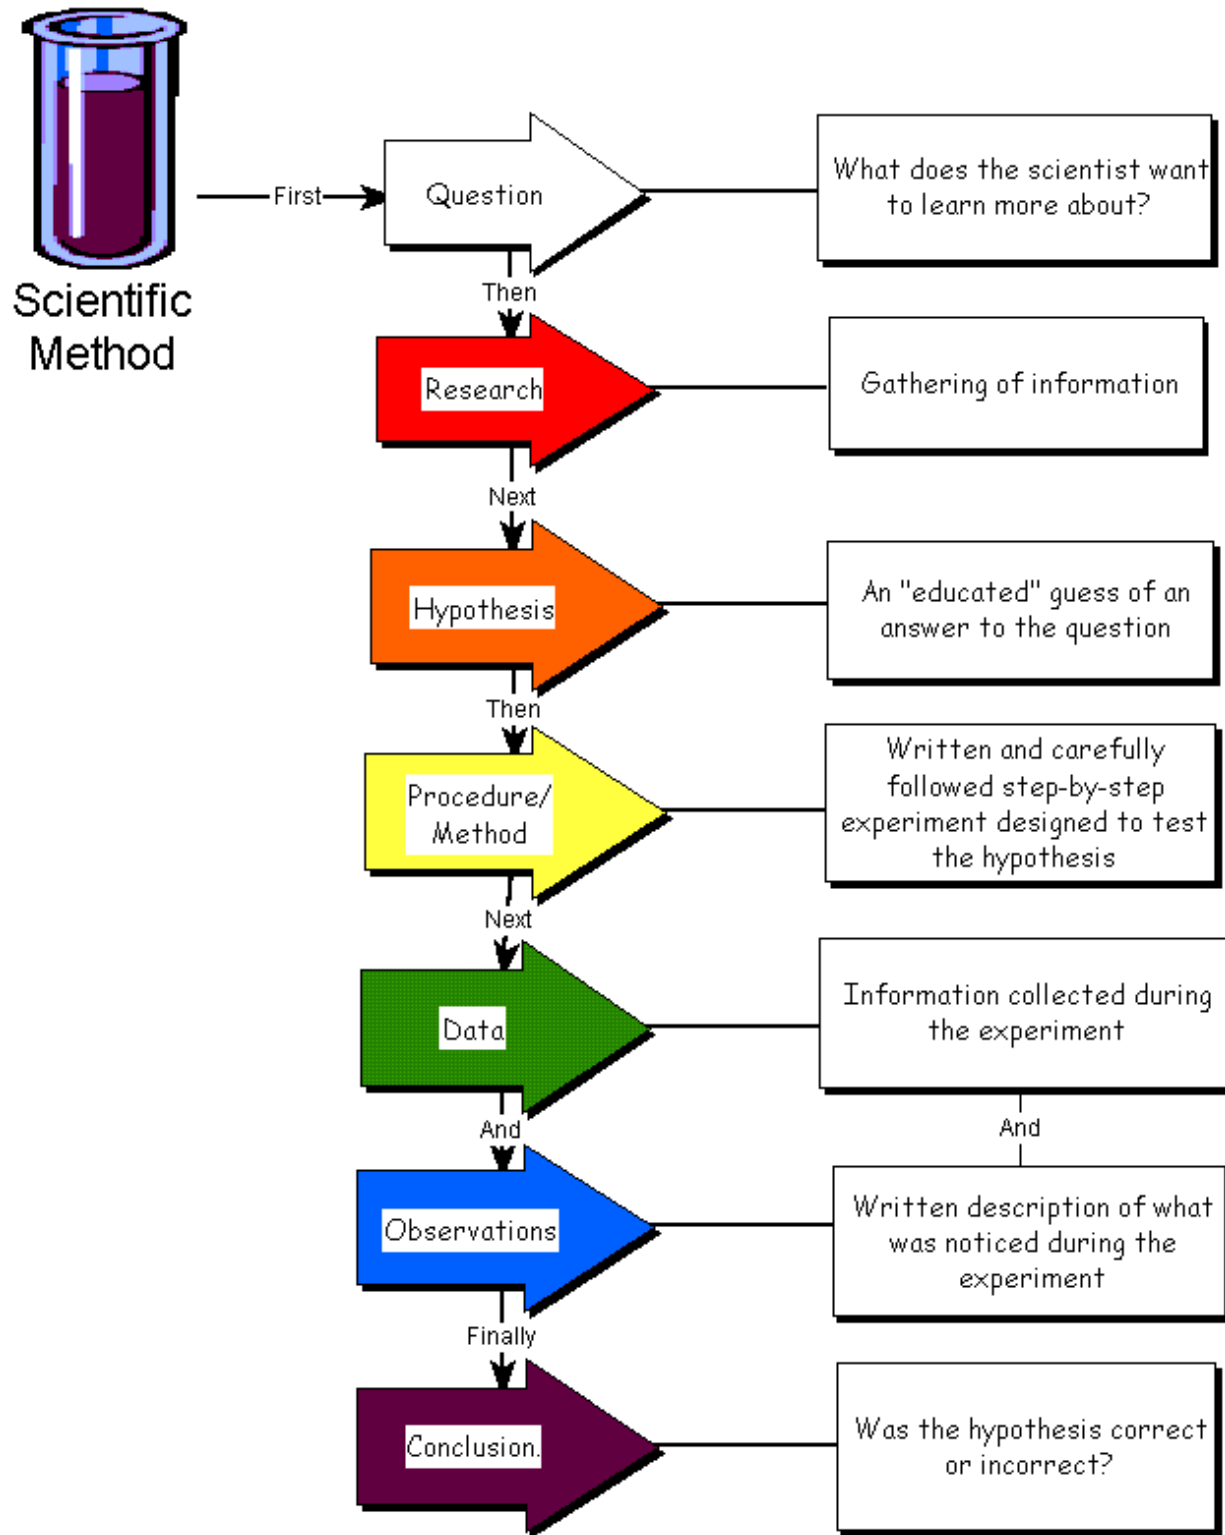 Scientific
Method
First
Question
What does the scientist want
to learn more about?
Then
Research
Gathering of information
Next
Hypothesis
An "educated" guess of an
answer to the question
Then
Procedure/
Method
Written and carefully
followed step-by-step
experiment designed to test
the hypothesis
Next
Data
Information collected during
the experiment
And
And
Observations
Written description of what
was noticed during the
experiment
Finally
Conclusion.
Was the hypothesis correct
or incorrect?